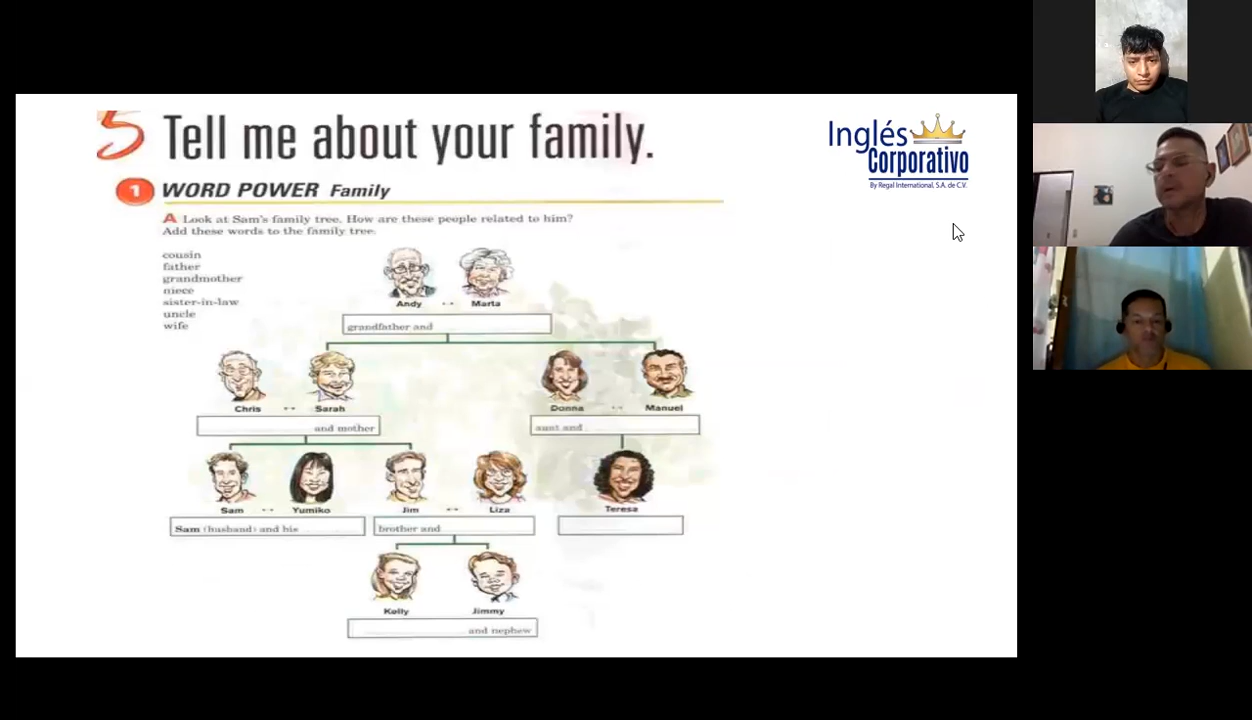 5 Tell me about your family.
Inglés
Corporativo
By Regal International, S.A. de C.V.
1 WORD POWER Family
A Look at Sam's family tree. How are these people related to him?
Add these words to the family tree.
cousin
father
grandmother
niece
sister-in-law
uncle
wife
Andy Marta
grandfather and
Chris Sarah Donna Manuel
and mother aunt and
Sam Yumiko Jim Liza Teresa
Sam (husband) and his brother and
Kelly Jimmy
and nephew